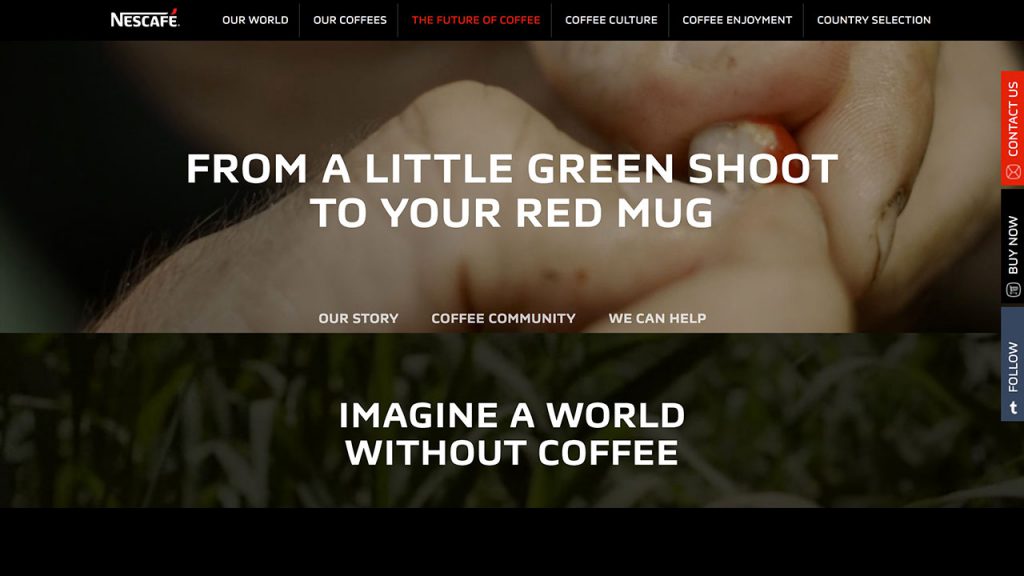 NESCAFÉ.
OUR WORLD
OUR COFFEES
THE FUTURE OF COFFEE
COFFEE CULTURE
COFFEE ENJOYMENT
COUNTRY SELECTION
FROM A LITTLE GREEN SHOOT
TO YOUR RED MUG
OUR STORY
COFFEE COMMUNITY
WE CAN HELP
IMAGINE A WORLD
WITHOUT COFFEE
CONTACT US
BUY NOW
t FOLLOW